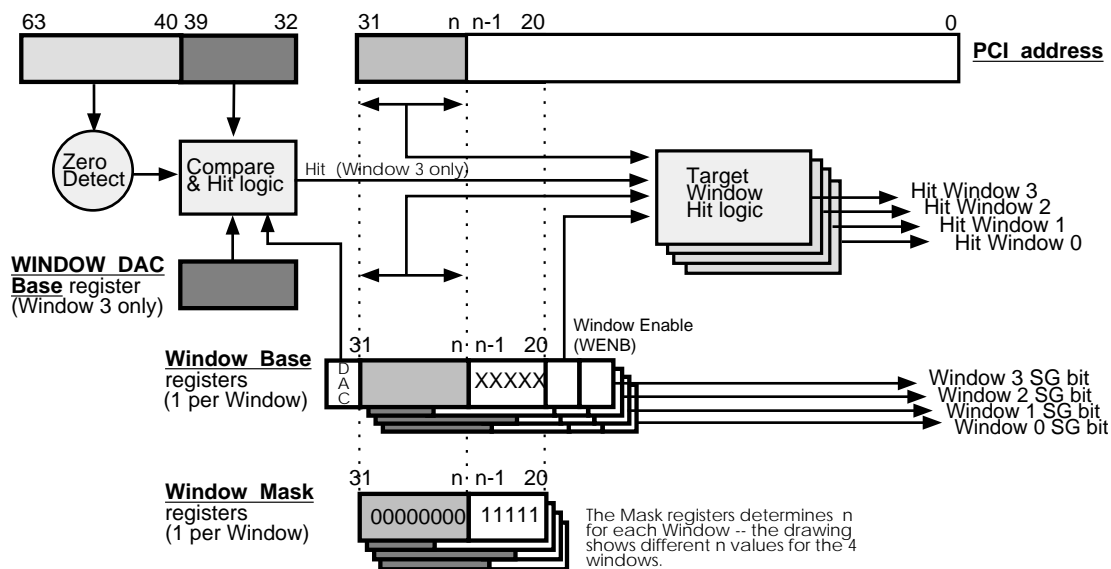 63 40 39 32 31 n n-1 20 0
PCI address
Zero
Detect
Compare
& Hit logic
Hit (Window 3 only)
Target
Window
Hit logic
Hit Window 3
Hit Window 2
Hit Window 1
Hit Window 0
WINDOW DAC
Base register
(Window 3 only)
Window Enable
(WENB)
31 n n-1 20
Window Base
registers
(1 per Window)
DAC
XXXXX
Window 3 SG bit
Window 2 SG bit
Window 1 SG bit
Window 0 SG bit
31 n n-1 20
Window Mask
registers
(1 per Window)
00000000 11111
The Mask registers determines n
for each Window -- the drawing
shows different n values for the 4
windows.